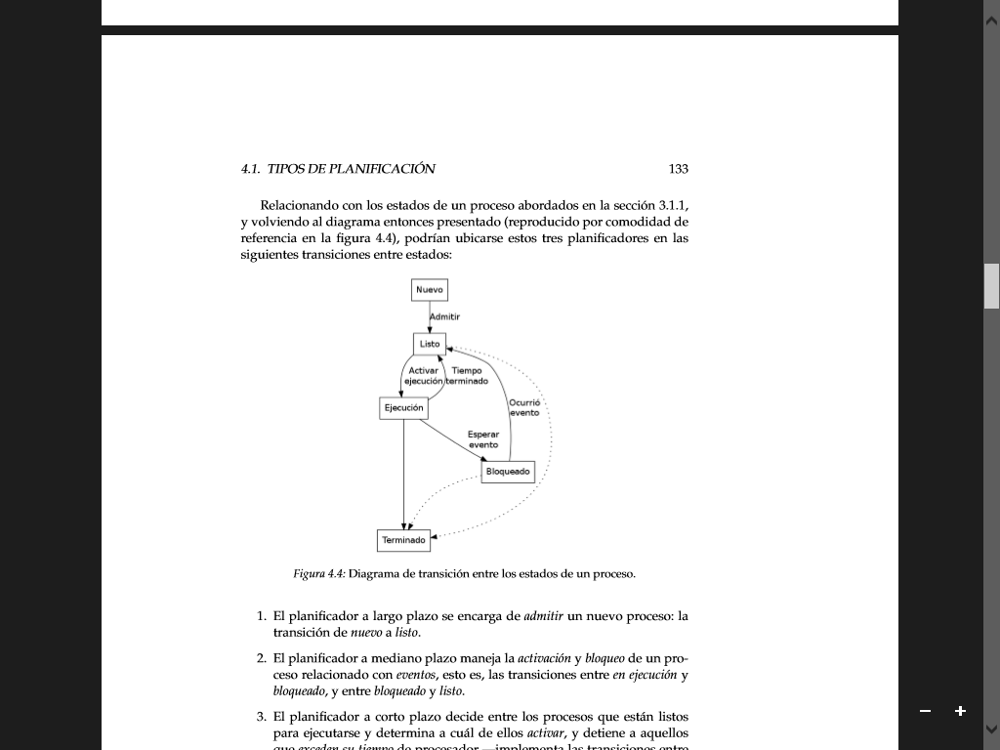 4.1. TIPOS DE PLANIFICACIÓN 133
Relacionando con los estados de un proceso abordados en la sección 3.1.1,
y volviendo al diagrama entonces presentado (reproducido por comodidad de
referencia en la figura 4.4), podrían ubicarse estos tres planificadores en las
siguientes transiciones entre estados:
Nuevo
Admitir
Listo
Activar
ejecución
Tiempo
terminado
Ejecución
Ocurrió
evento
Esperar
evento
Bloqueado
Terminado
Figura 4.4: Diagrama de transición entre los estados de un proceso.
1. El planificador a largo plazo se encarga de admitir un nuevo proceso: la
transición de nuevo a listo.
2. El planificador a mediano plazo maneja la activación y bloqueo de un pro-
ceso relacionado con eventos, esto es, las transiciones entre en ejecución y
bloqueado, y entre bloqueado y listo.
3. El planificador a corto plazo decide entre los procesos que están listos
para ejecutarse y determina a cuál de ellos activar, y detiene a aquellos
que exceden su tiempo de procesador —implementa las transiciones entre